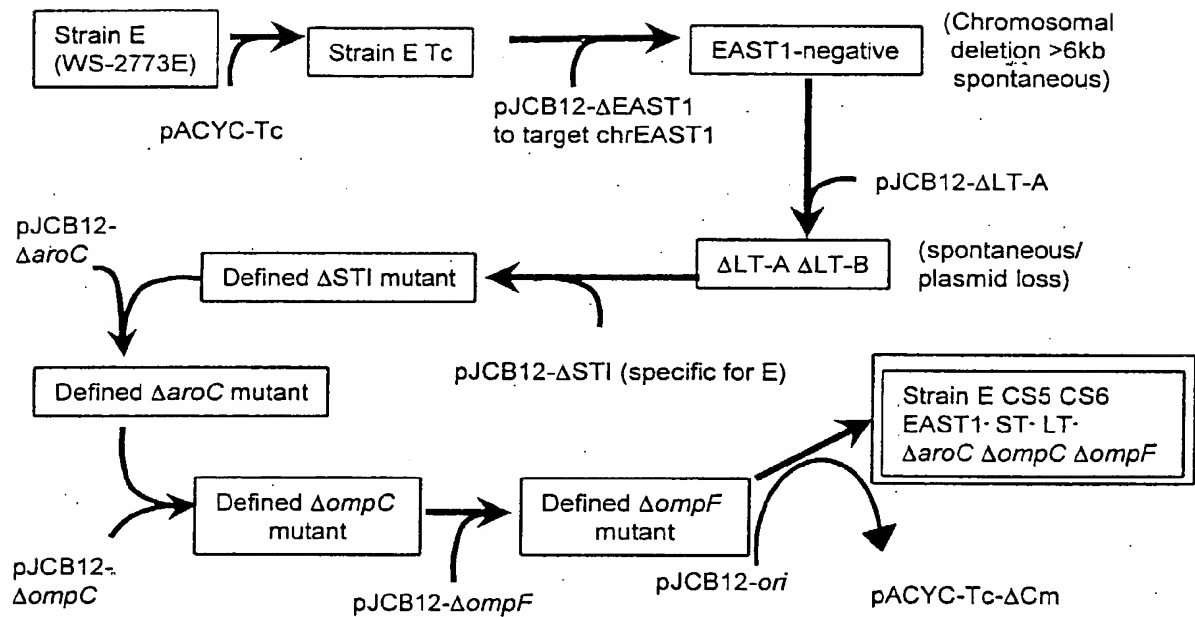 Strain E
(WS-2773E)
Strain E Tc
EAST1-negative
(Chromosomal
deletion >6kb
spontaneous)
pACYC-Tc
pJCB12-ΔEAST1
to target chrEAST1
pJCB12-ΔLT-A
pJCB12-
ΔaroC
Defined ΔSTI mutant
ΔLT-A ΔLT-B
(spontaneous/
plasmid loss)
pJCB12-ΔSTI (specific for E)
Defined ΔaroC mutant
Strain E CS5 CS6
EAST1- ST- LT-
ΔaroC ΔompC ΔompF
Defined ΔompC
mutant
Defined ΔompF
mutant
pJCB12-
ΔompC
pJCB12-ΔompF
pJCB12-ori
pACYC-Tc-ΔCm